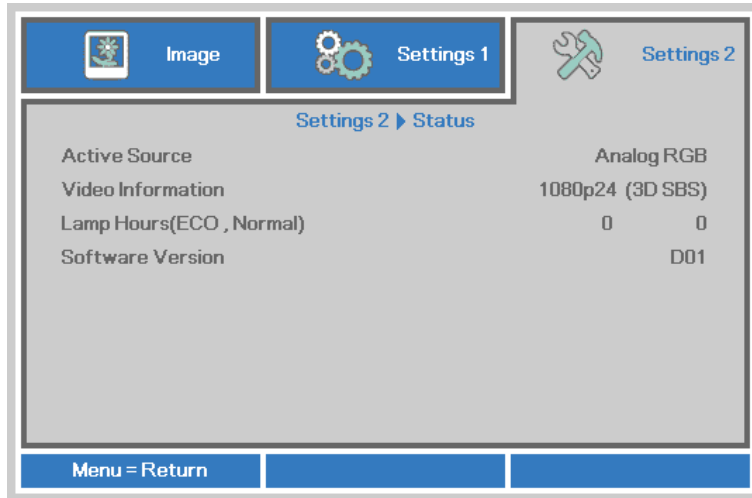 Image
Settings 1
Settings 2
Settings 2 ▶ Status
Active Source Analog RGB
Video Information 1080p24 (3D SBS)
Lamp Hours(ECO , Normal) 0 0
Software Version D01
Menu = Return